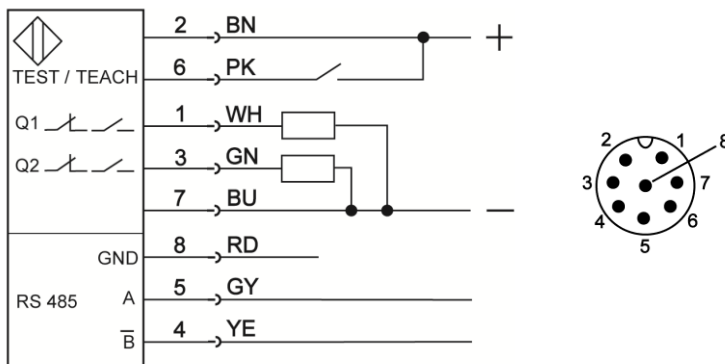 2 BN +
6 PK
TEST / TEACH
1 WH
Q1
3 GN
Q2
7 BU −
8 RD
GND
5 GY
RS 485 A
4 YE
B̅
2 1 8
3 7
4 6
5